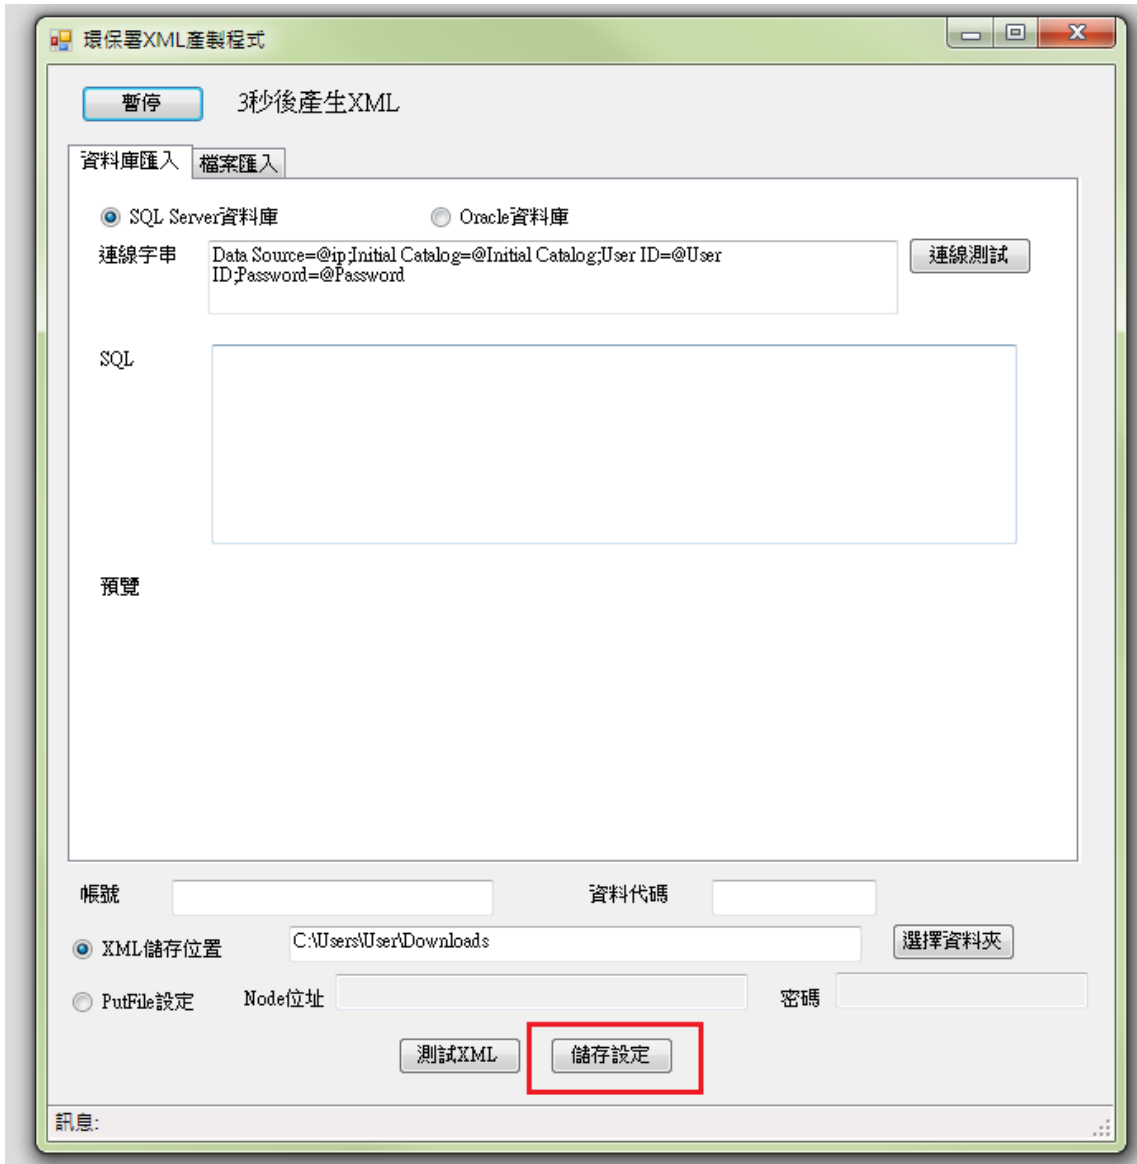 環保署XML產製程式
暫停 3秒後產生XML
資料庫匯入 檔案匯入
SQL Server資料庫 Oracle資料庫
連線字串 Data Source=@ip;Initial Catalog=@Initial Catalog;User ID=@User 連線測試
ID;Password=@Password
SQL
預覽
帳號 資料代碼
XML儲存位置 C:\Users\User\Downloads 選擇資料夾
PutFile設定 Node位址 密碼
測試XML 儲存設定
訊息: